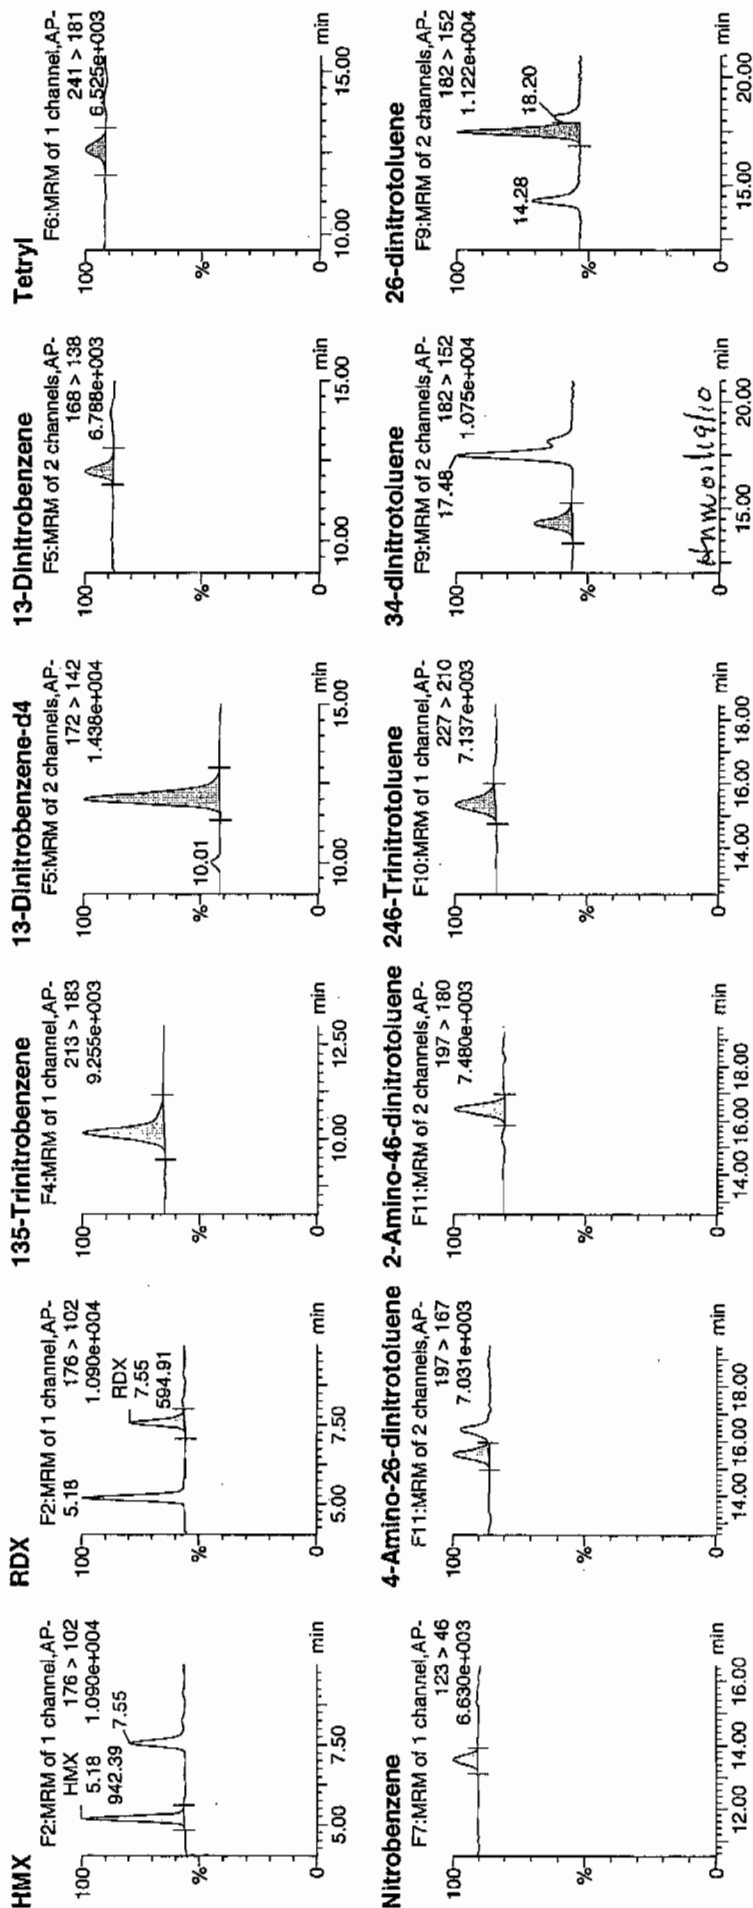 HMX
F2:MRM of 1 channel,AP-
HMX
176 > 102
5.18
1.090e+004
942.39
7.55
100
%
0
5.00
7.50
min
RDX
F2:MRM of 1 channel,AP-
5.18
176 > 102
1.090e+004
RDX
7.55
594.91
100
%
0
5.00
7.50
min
135-Trinitrobenzene
F4:MRM of 1 channel,AP-
213 > 183
9.255e+003
100
%
0
10.00
12.50
min
13-Dinitrobenzene-d4
F5:MRM of 2 channels,AP-
172 > 142
1.438e+004
10.01
100
%
0
10.00
15.00
min
13-Dinitrobenzene
F5:MRM of 2 channels,AP-
168 > 138
6.788e+003
100
%
0
10.00
15.00
min
Tetryl
F6:MRM of 1 channel,AP-
241 > 181
6.525e+003
100
%
0
10.00
15.00
min
Nitrobenzene
F7:MRM of 1 channel,AP-
123 > 46
6.630e+003
100
%
0
12.00
14.00
16.00
min
4-Amino-26-dinitrotoluene
F11:MRM of 2 channels,AP-
197 > 167
7.031e+003
100
%
0
14.00
16.00
18.00
min
2-Amino-46-dinitrotoluene
F11:MRM of 2 channels,AP-
197 > 180
7.480e+003
100
%
0
14.00
16.00
18.00
min
246-Trinitrotoluene
F10:MRM of 1 channel,AP-
227 > 210
7.137e+003
100
%
0
14.00
16.00
18.00
min
34-dinitrotoluene
F9:MRM of 2 channels,AP-
17.48
182 > 152
1.075e+004
100
%
0
15.00
20.00
min
26-dinitrotoluene
F9:MRM of 2 channels,AP-
182 > 152
1.122e+004
14.28
18.20
100
%
0
15.00
20.00
min